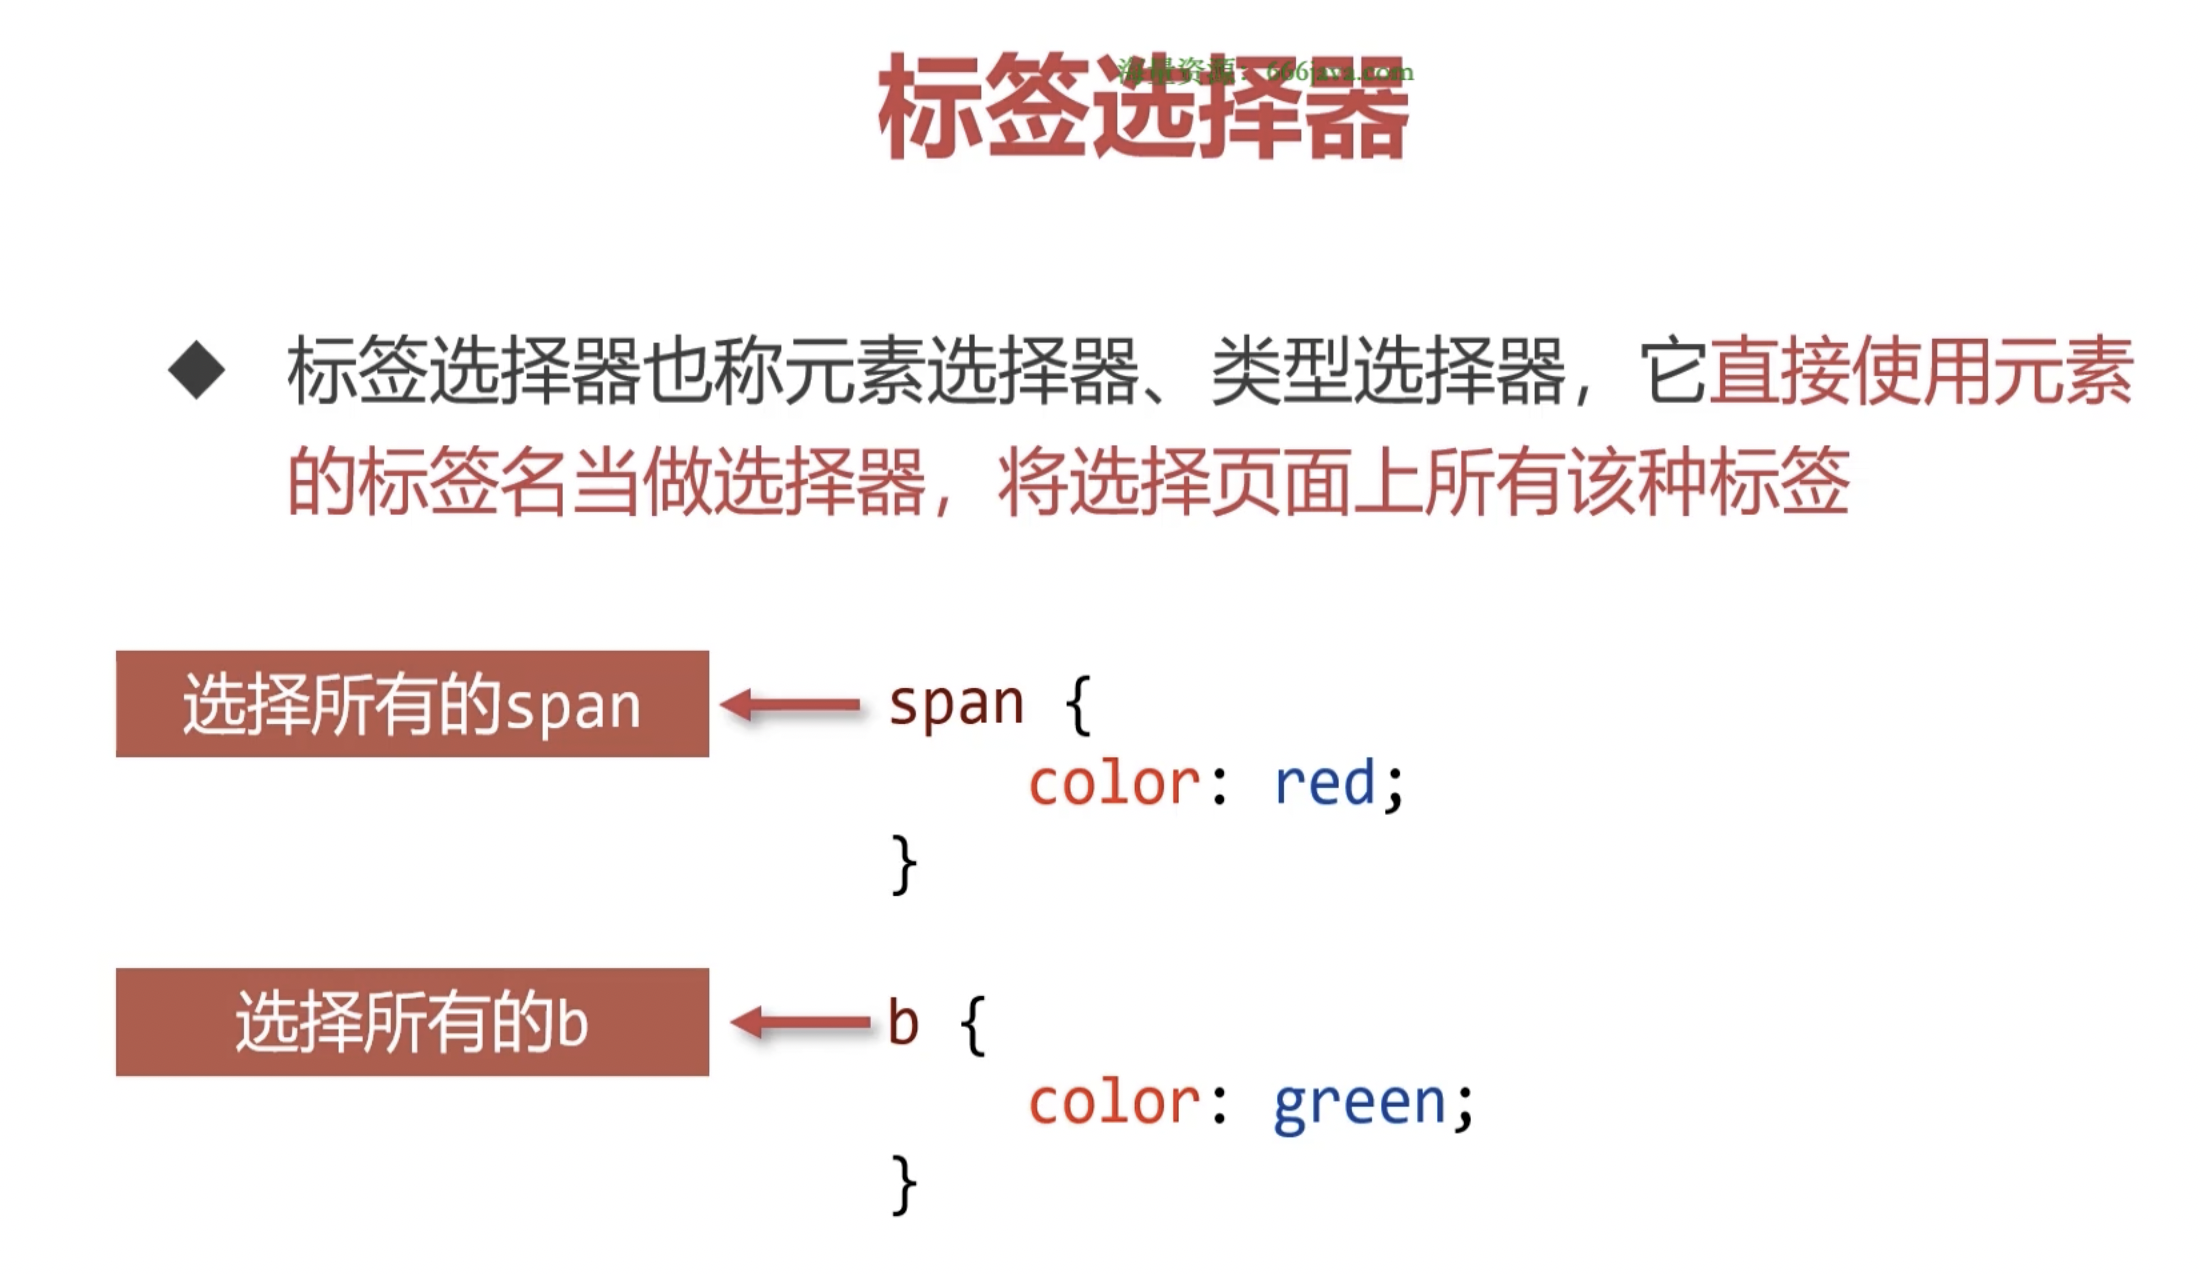 标签选择器
海量资源：666java.com
◆ 标签选择器也称元素选择器、类型选择器，它直接使用元素
的标签名当做选择器，将选择页面上所有该种标签
选择所有的span
span {
color: red;
}
选择所有的b
b {
color: green;
}